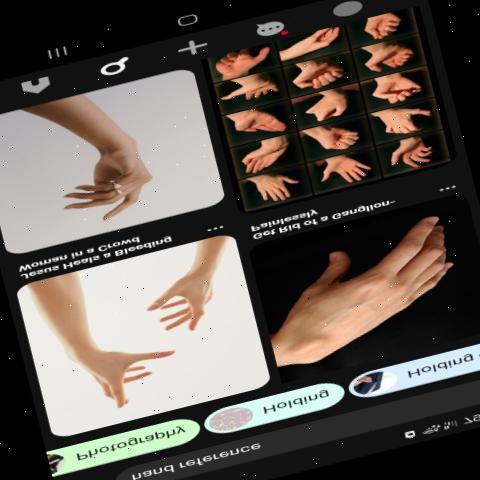 hand reference
Photography
Holding
Holding
Jesus Heals a Bleeding
Woman in a Crowd
Get Rid of a Ganglion-
Painlessly